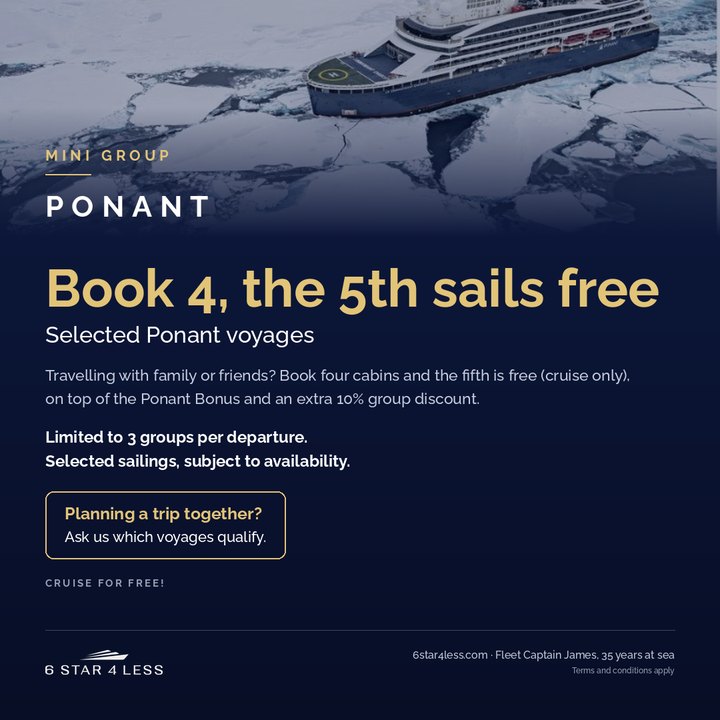 MINI GROUP
PONANT
Book 4, the 5th sails free
Selected Ponant voyages
Travelling with family or friends? Book four cabins and the fifth is free (cruise only),
on top of the Ponant Bonus and an extra 10% group discount.
Limited to 3 groups per departure.
Selected sailings, subject to availability.
Planning a trip together?
Ask us which voyages qualify.
CRUISE FOR FREE!
6 STAR 4 LESS
6star4less.com · Fleet Captain James, 35 years at sea
Terms and conditions apply